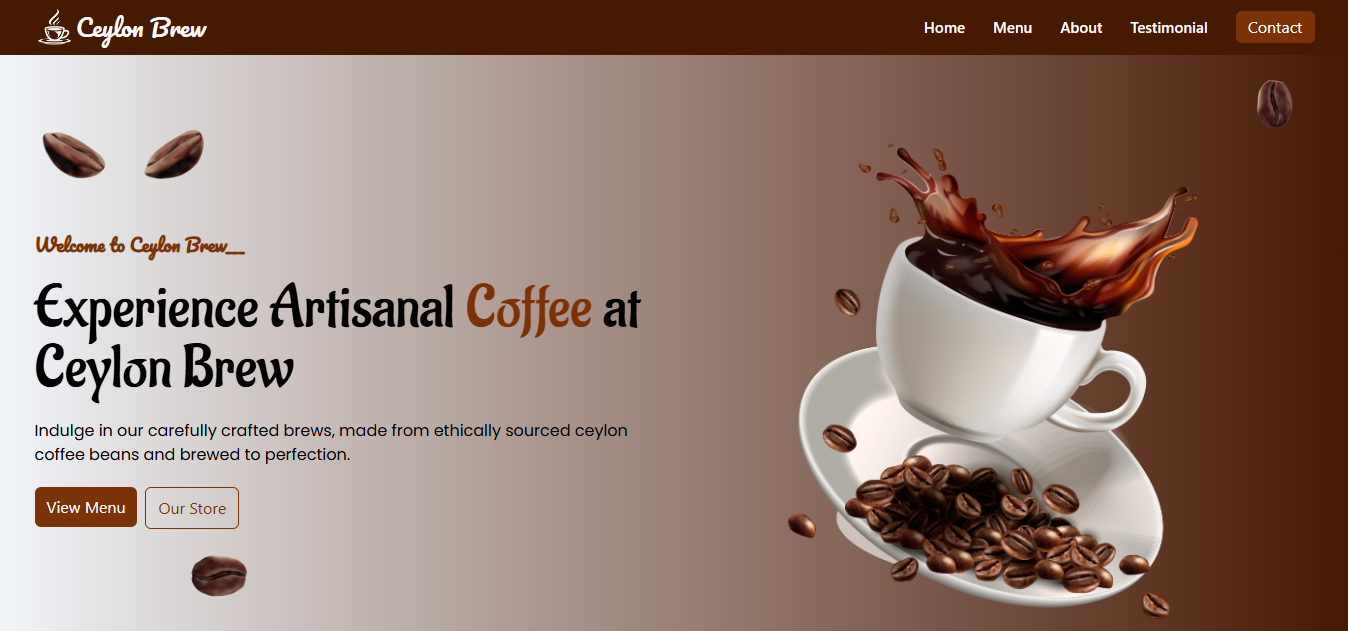 Ceylon Brew
Home
Menu
About
Testimonial
Contact
Welcome to Ceylon Brew__
Experience Artisanal Coffee at
Ceylon Brew
Indulge in our carefully crafted brews, made from ethically sourced ceylon
coffee beans and brewed to perfection.
View Menu
Our Store